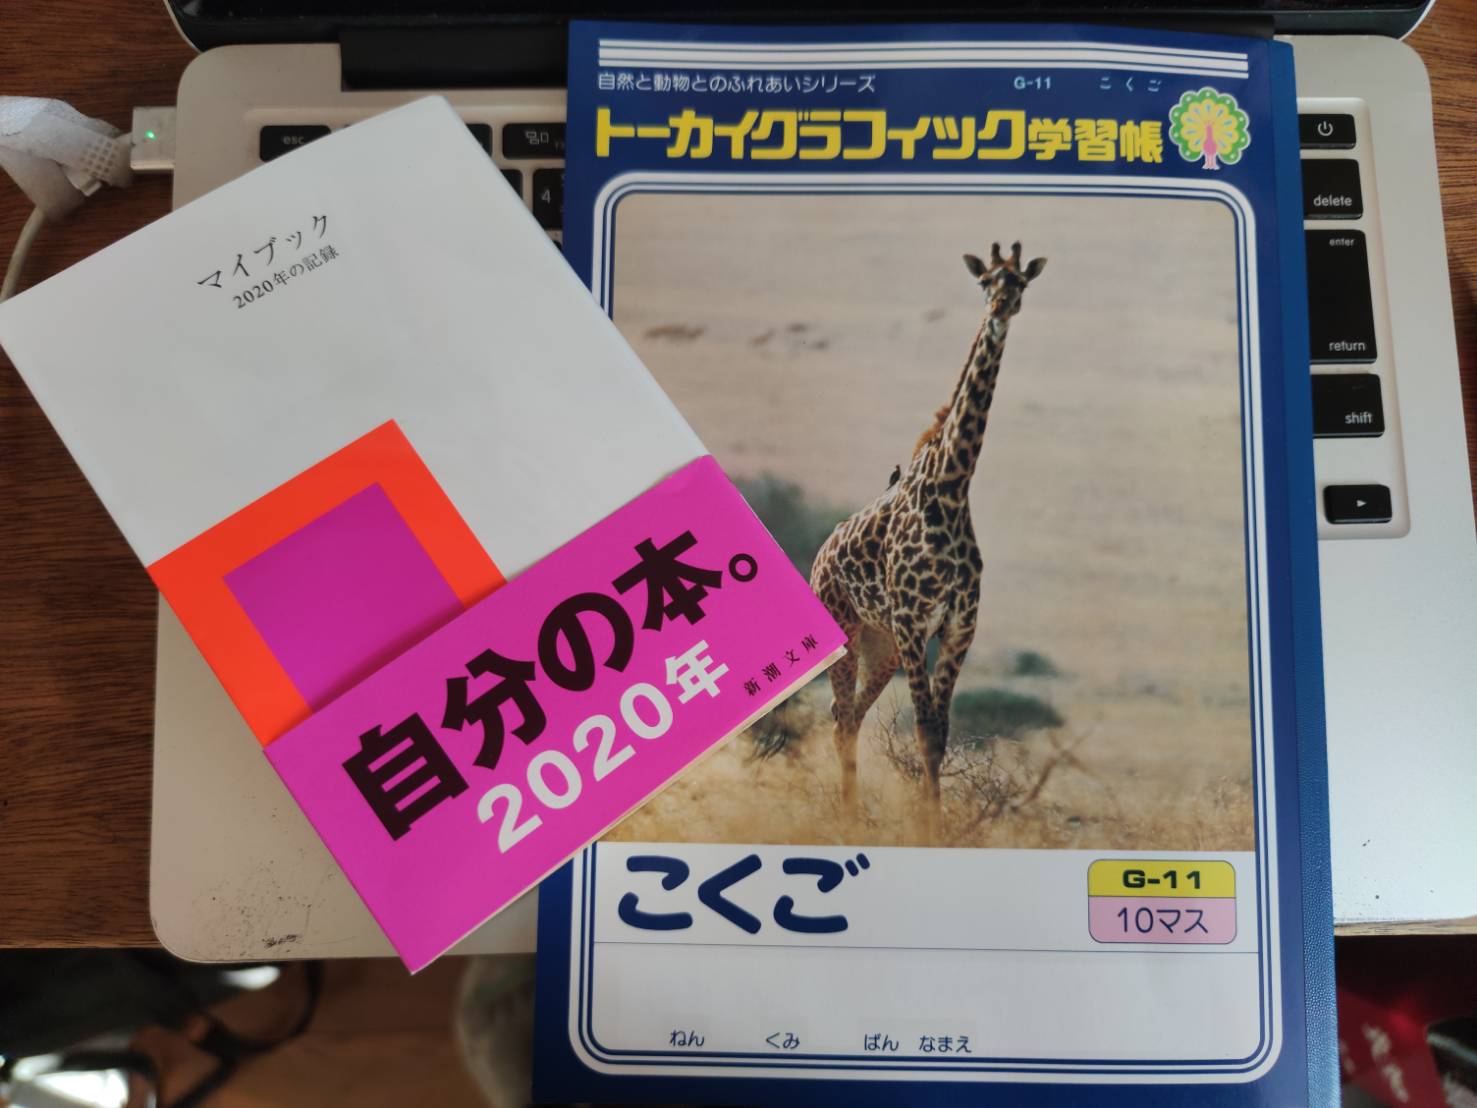 マイブック
2020年の記録
自分の本。
2020年
新潮文庫
自然と動物とのふれあいシリーズ
G-11 こくご
トーカイグラフィック学習帳
こくご
G-11
10マス
ねん くみ ばん なまえ
esc
4
delete
enter
return
shift